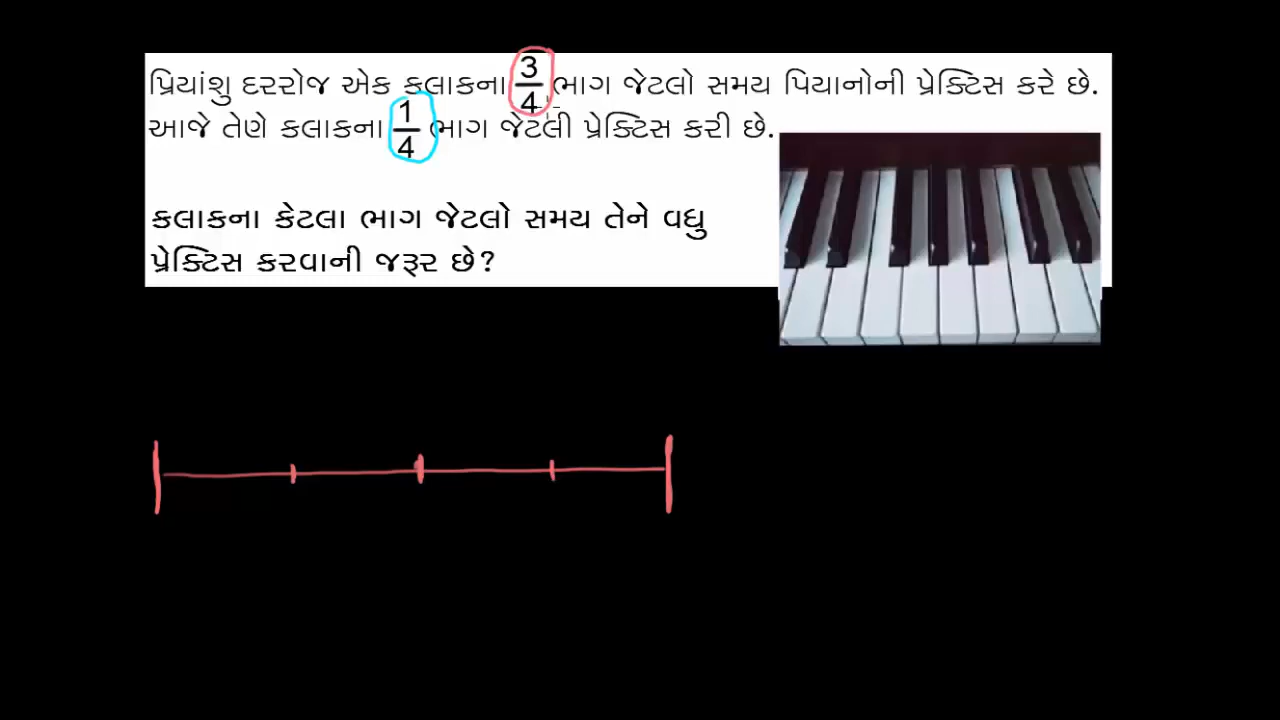 પ્રિયાંશુ દરરોજ એક કલાકના 3/4 ભાગ જેટલો સમય પિયાનોની પ્રેક્ટિસ કરે છે.
આજે તેણે કલાકના 1/4 ભાગ જેટલી પ્રેક્ટિસ કરી છે.
કલાકના કેટલા ભાગ જેટલો સમય તેને વધુ
પ્રેક્ટિસ કરવાની જરૂર છે?